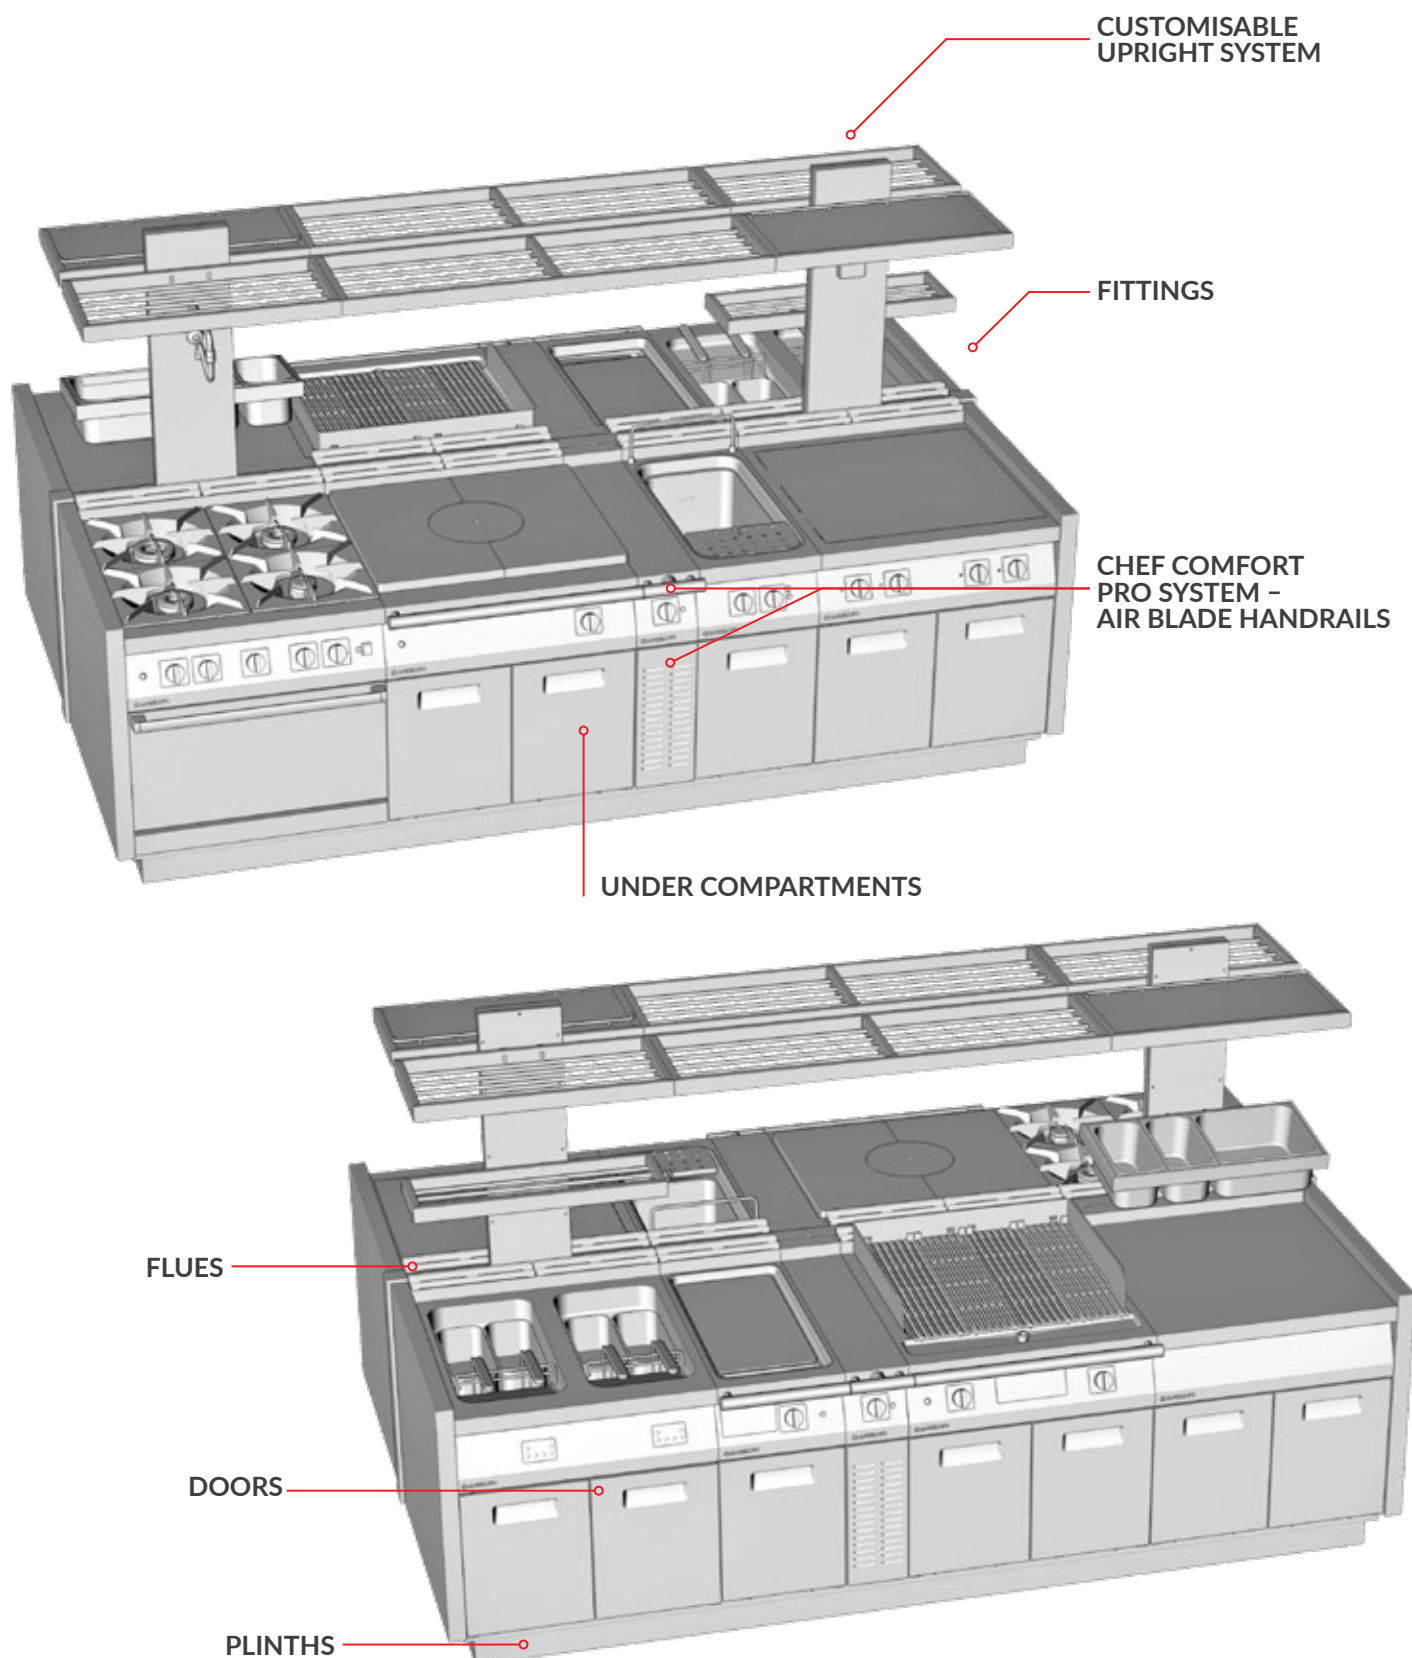 CUSTOMISABLE
UPRIGHT SYSTEM
FITTINGS
CHEF COMFORT
PRO SYSTEM –
AIR BLADE HANDRAILS
UNDER COMPARTMENTS
FLUES
DOORS
PLINTHS